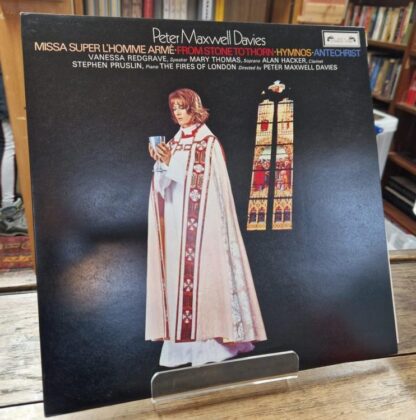 Peter Maxwell Davies
MISSA SUPER L'HOMME ARMÉ·FROM STONE TO THORN·HYMNOS·ANTECHRIST
VANESSA REDGRAVE, Speaker MARY THOMAS, Soprano ALAN HACKER, Clarinet
STEPHEN PRUSLIN, Piano THE FIRES OF LONDON Directed by PETER MAXWELL DAVIES